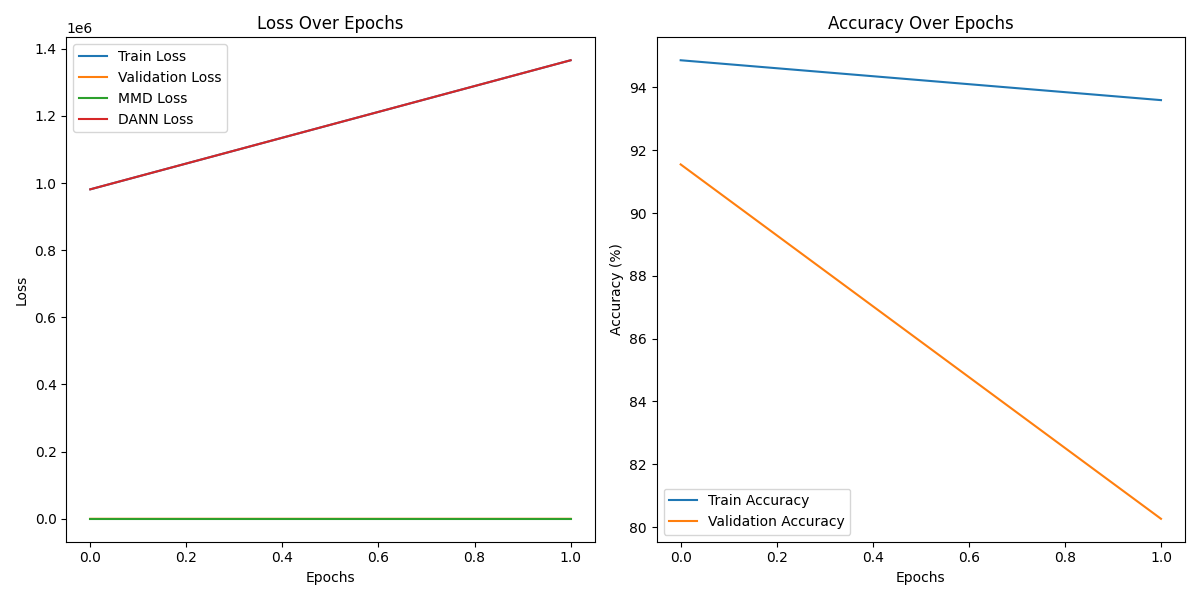 Loss Over Epochs
1e6
Train Loss
Validation Loss
MMD Loss
DANN Loss
1.4
1.2
1.0
0.8
0.6
0.4
0.2
0.0
Loss
0.0 0.2 0.4 0.6 0.8 1.0
Epochs
Accuracy Over Epochs
94
92
90
88
86
84
82
80
Accuracy (%)
Train Accuracy
Validation Accuracy
0.0 0.2 0.4 0.6 0.8 1.0
Epochs